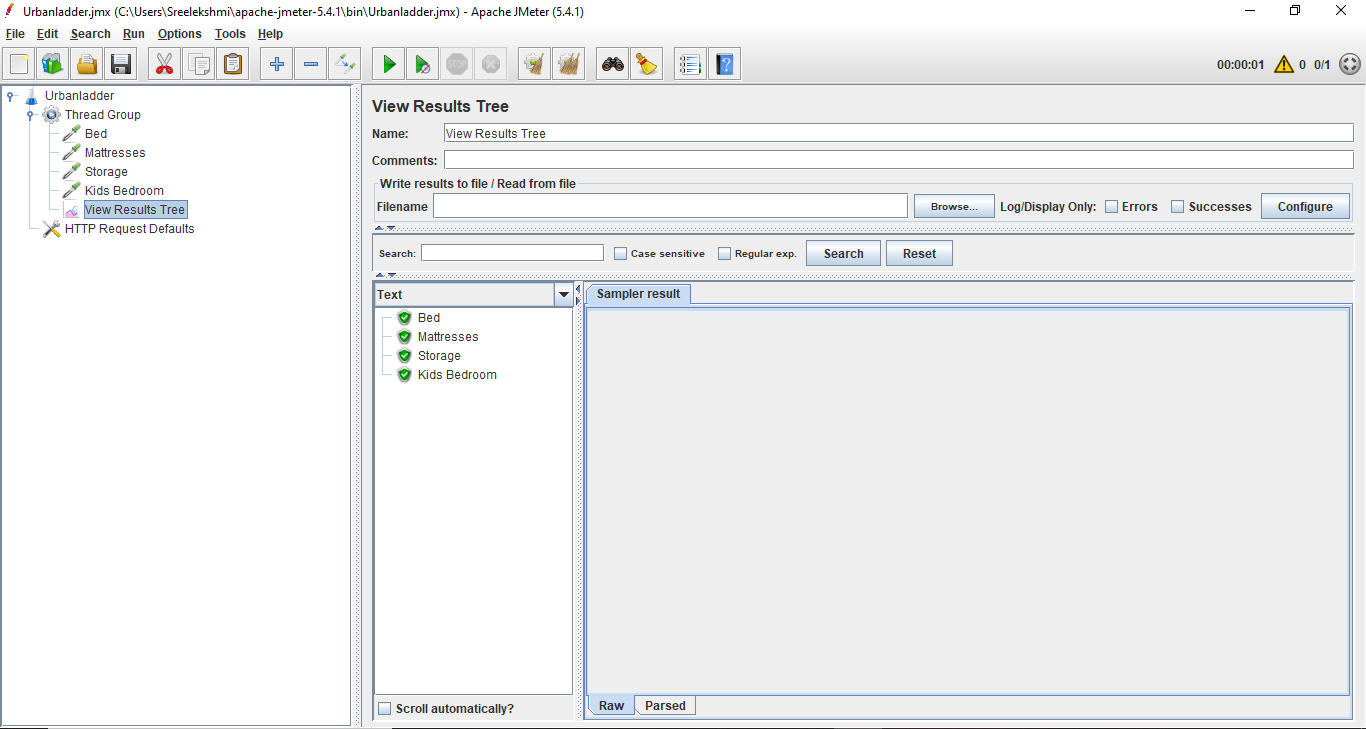 Urbanladder.jmx (C:\Users\Sreelekshmi\apache-jmeter-5.4.1\bin\Urbanladder.jmx) - Apache JMeter (5.4.1)
File Edit Search Run Options Tools Help
STOP
00:00:01 0 0/1
Urbanladder
Thread Group
Bed
Mattresses
Storage
Kids Bedroom
View Results Tree
HTTP Request Defaults
View Results Tree
Name: View Results Tree
Comments:
Write results to file / Read from file
Filename Browse... Log/Display Only: Errors Successes Configure
Search: Case sensitive Regular exp. Search Reset
Text
Bed
Mattresses
Storage
Kids Bedroom
Scroll automatically?
Sampler result
Raw Parsed